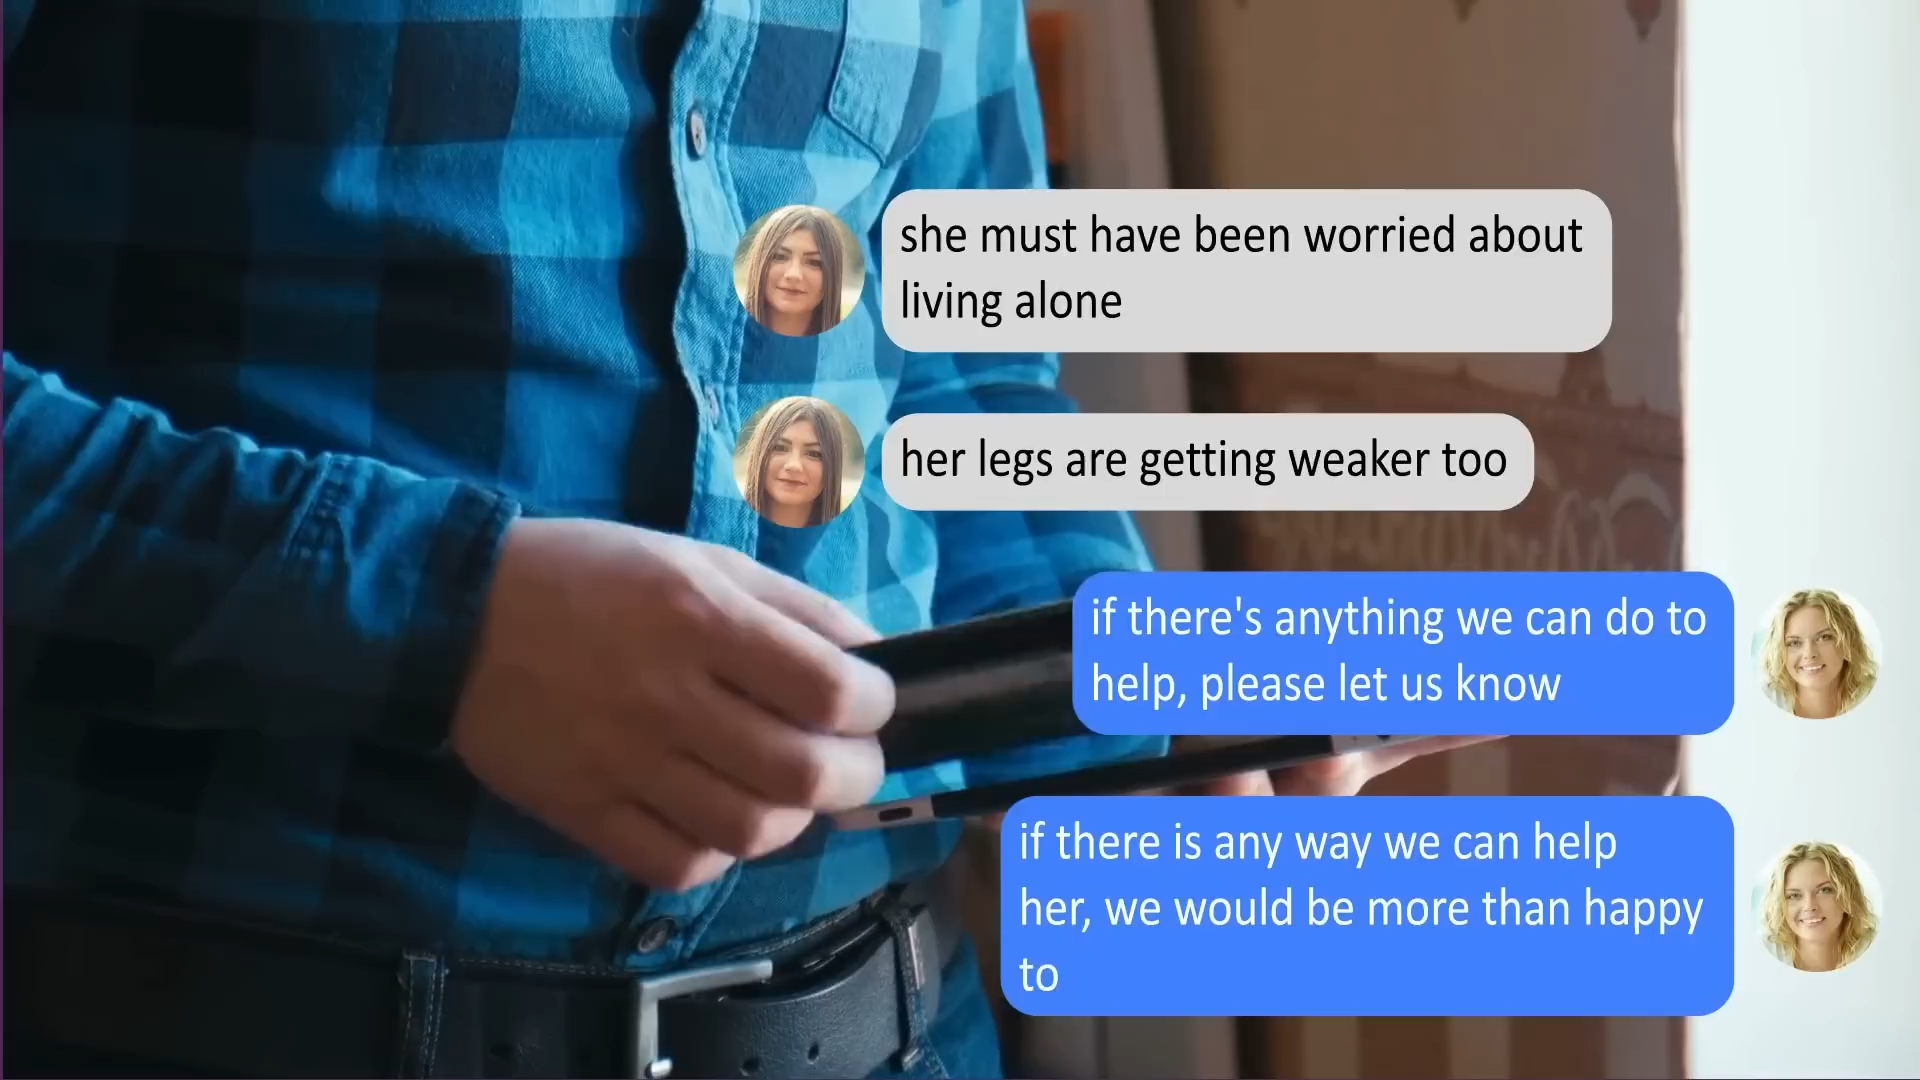 she must have been worried about
living alone
her legs are getting weaker too
if there's anything we can do to
help, please let us know
if there is any way we can help
her, we would be more than happy
to